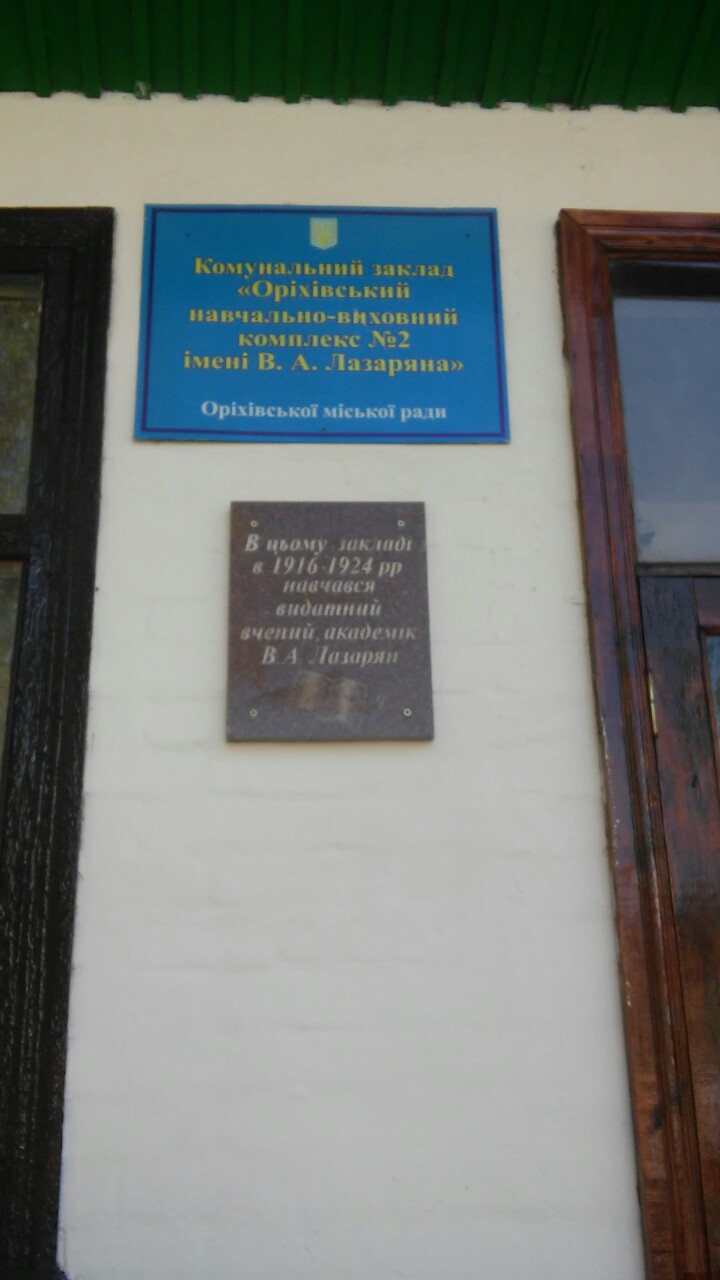 Комунальний заклад
«Оріхівський
навчально-виховний
комплекс №2
імені В. А. Лазаряна»
Оріхівської міської ради
В цьому закладі
в 1916-1924 рр
навчався
видатний
вчений, академік
В. А. Лазарян